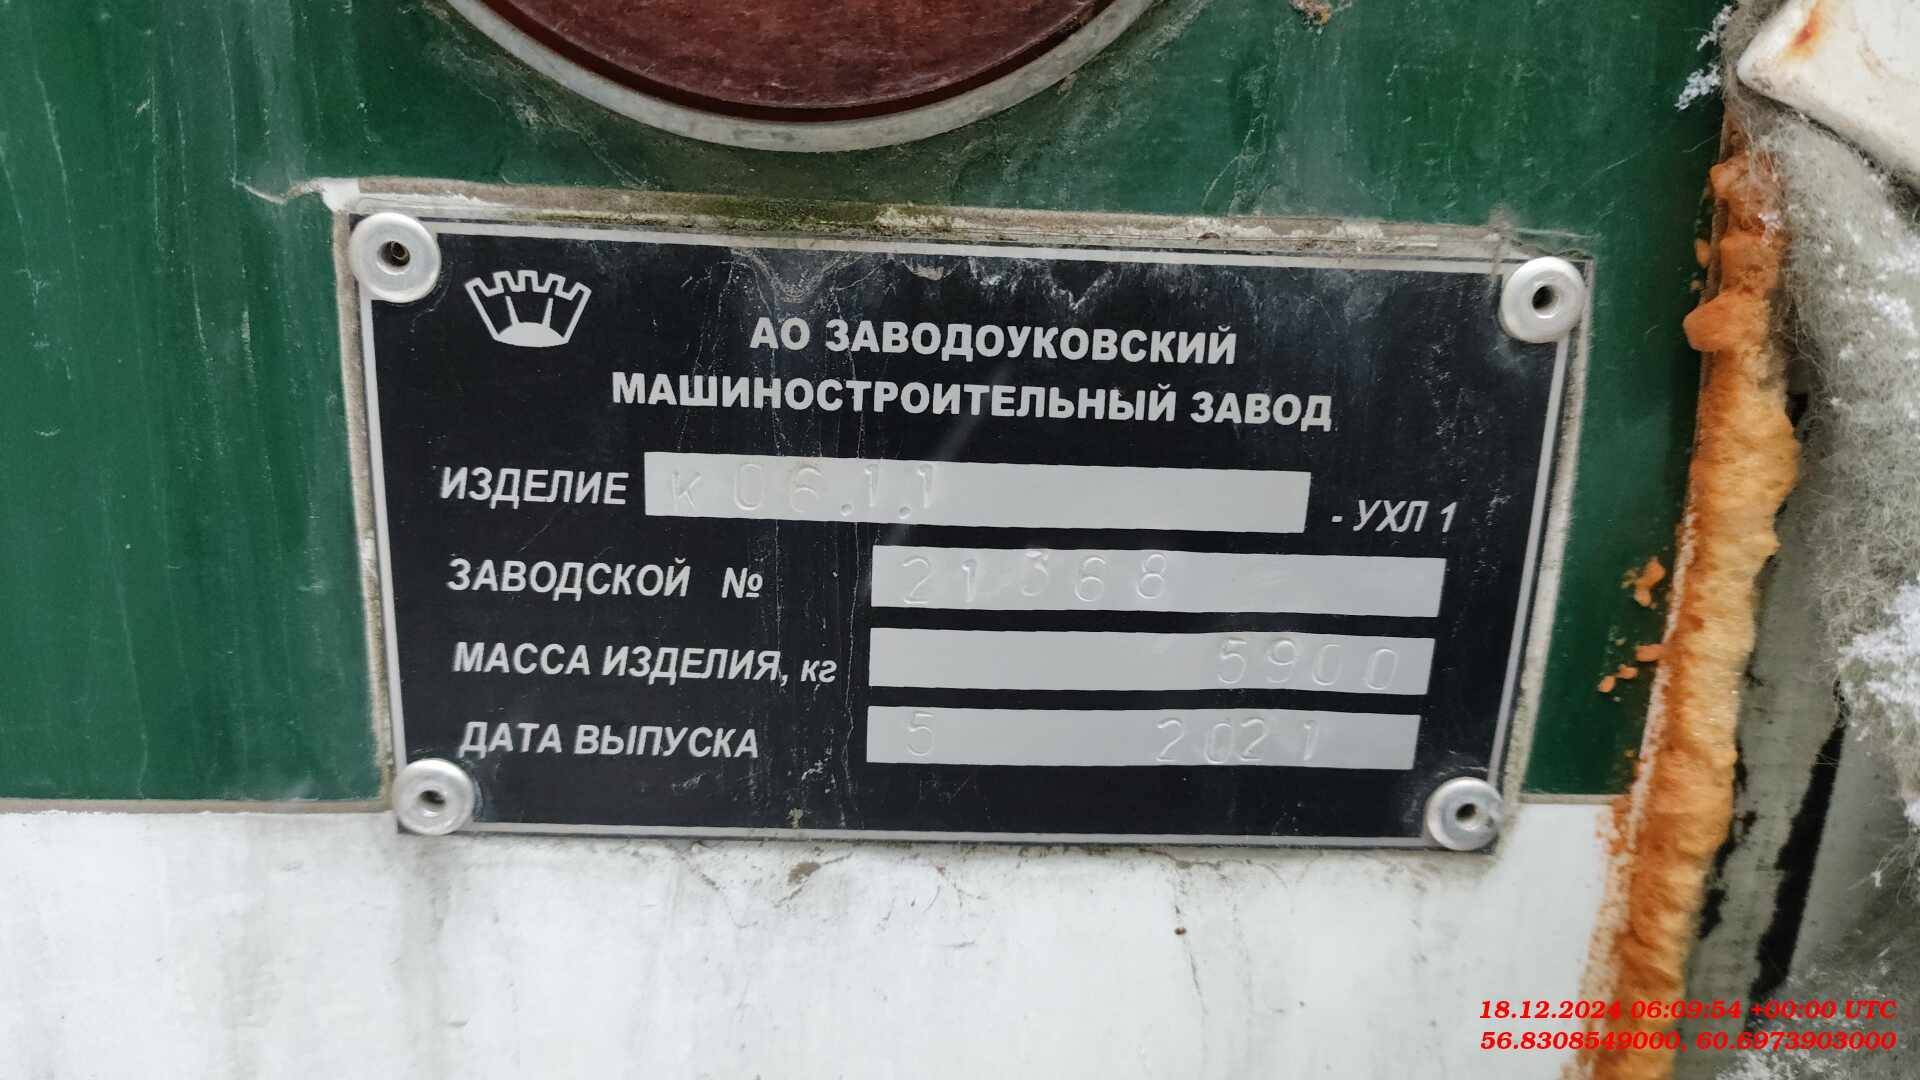 АО ЗАВОДОУКОВСКИЙ
МАШИНОСТРОИТЕЛЬНЫЙ ЗАВОД
ИЗДЕЛИЕ К 06.1.1 - УХЛ 1
ЗАВОДСКОЙ № 21368
МАССА ИЗДЕЛИЯ, кг 5900
ДАТА ВЫПУСКА 5 2021
18.12.2024 06:09:54 +00:00 UTC
56.8308549000, 60.6973903000